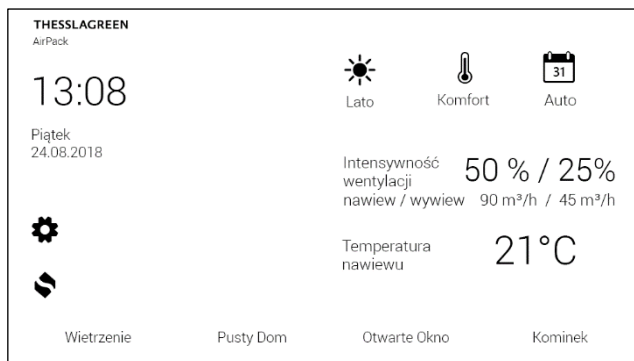 THESSLAGREEN
AirPack
13:08
Piątek
24.08.2018
31
Lato
Komfort
Auto
Intensywność
wentylacji
nawiew / wywiew
50 % / 25%
90 m³/h / 45 m³/h
Temperatura
nawiewu
21°C
Wietrzenie
Pusty Dom
Otwarte Okno
Kominek